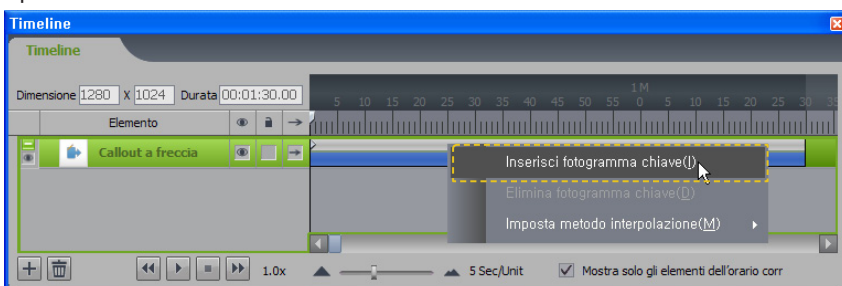 Timeline
Timeline
Dimensione 1280 X 1024 Durata 00:01:30.00
1 M
5 10 15 20 25 30 35 40 45 50 55 0 5 10 15 20 25 30 35
Elemento
Callout a freccia
Inserisci fotogramma chiave(I)
Elimina fotogramma chiave(D)
Imposta metodo interpolazione(M)
1.0x 5 Sec/Unit Mostra solo gli elementi dell'orario corr